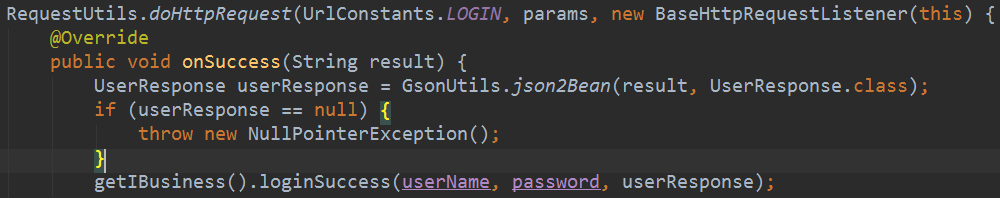 RequestUtils.doHttpRequest(UrlConstants.LOGIN, params, new BaseHttpRequestListener(this) {
@Override
public void onSuccess(String result) {
UserResponse userResponse = GsonUtils.json2Bean(result, UserResponse.class);
if (userResponse == null) {
throw new NullPointerException();
}
getIBusiness().loginSuccess(userName, password, userResponse);